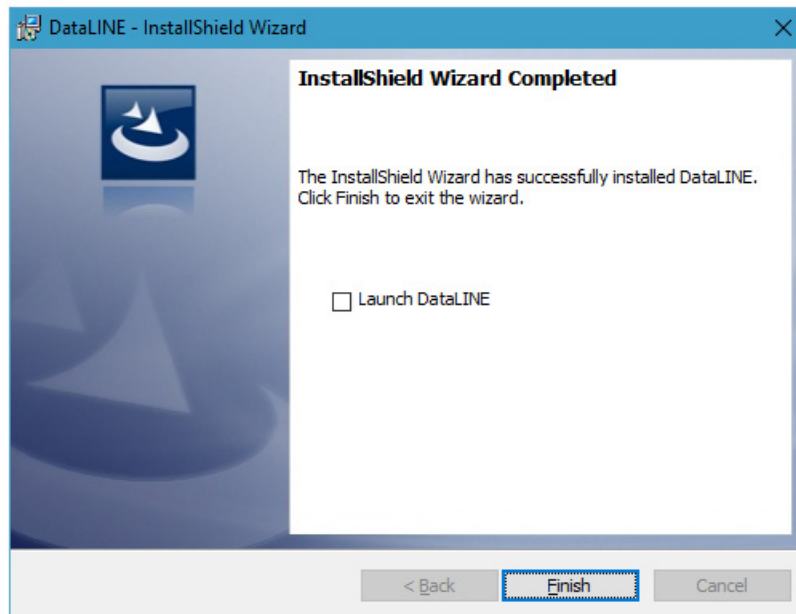 DataLINE - InstallShield Wizard
InstallShield Wizard Completed
The InstallShield Wizard has successfully installed DataLINE.
Click Finish to exit the wizard.
Launch DataLINE
< Back Finish Cancel